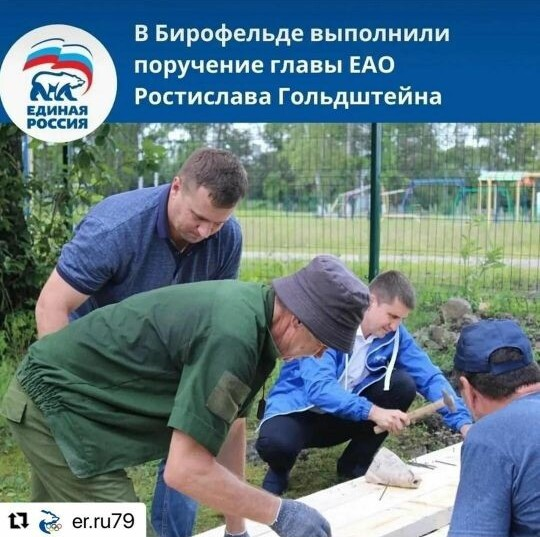 В Бирофельде выполнили
поручение главы ЕАО
Ростислава Гольдштейна
ЕДИНАЯ
РОССИЯ
er.ru79